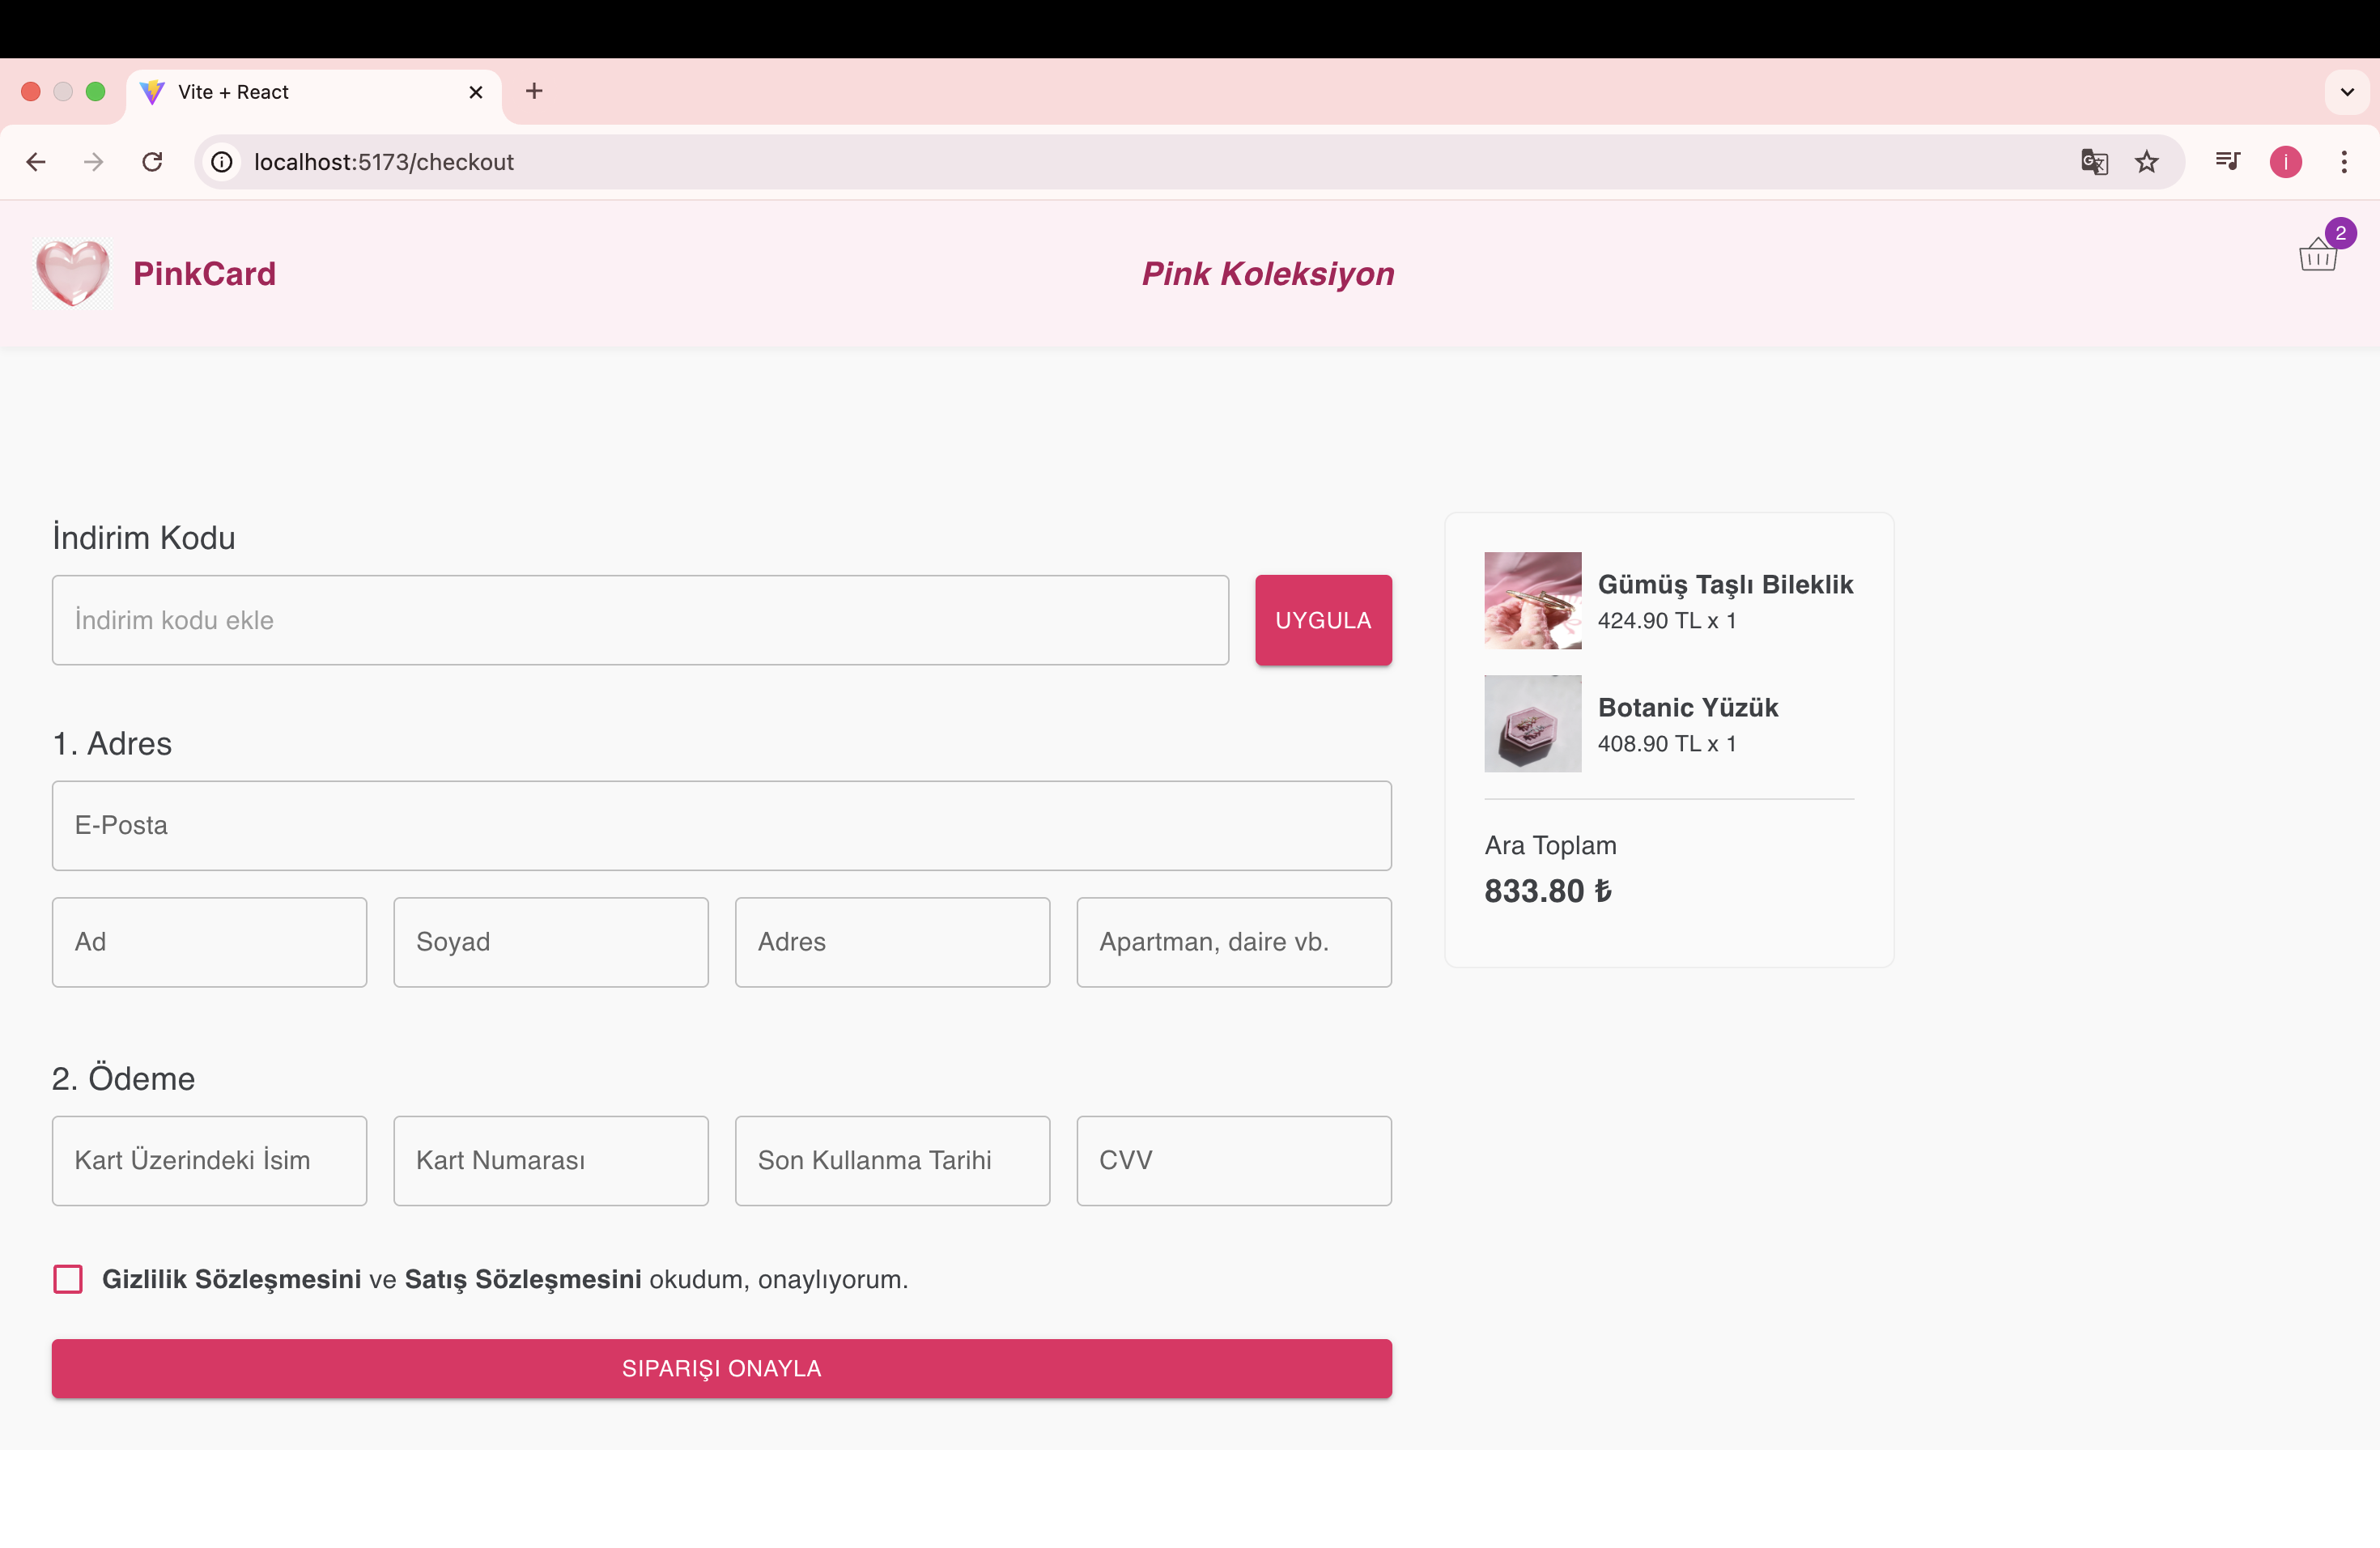 Vite + React
localhost:5173/checkout
i
PinkCard
Pink Koleksiyon
2
İndirim Kodu
İndirim kodu ekle
UYGULA
1. Adres
E-Posta
Ad
Soyad
Adres
Apartman, daire vb.
2. Ödeme
Kart Üzerindeki İsim
Kart Numarası
Son Kullanma Tarihi
CVV
Gizlilik Sözleşmesini ve Satış Sözleşmesini okudum, onaylıyorum.
SIPARIŞI ONAYLA
Gümüş Taşlı Bileklik
424.90 TL x 1
Botanic Yüzük
408.90 TL x 1
Ara Toplam
833.80 ₺